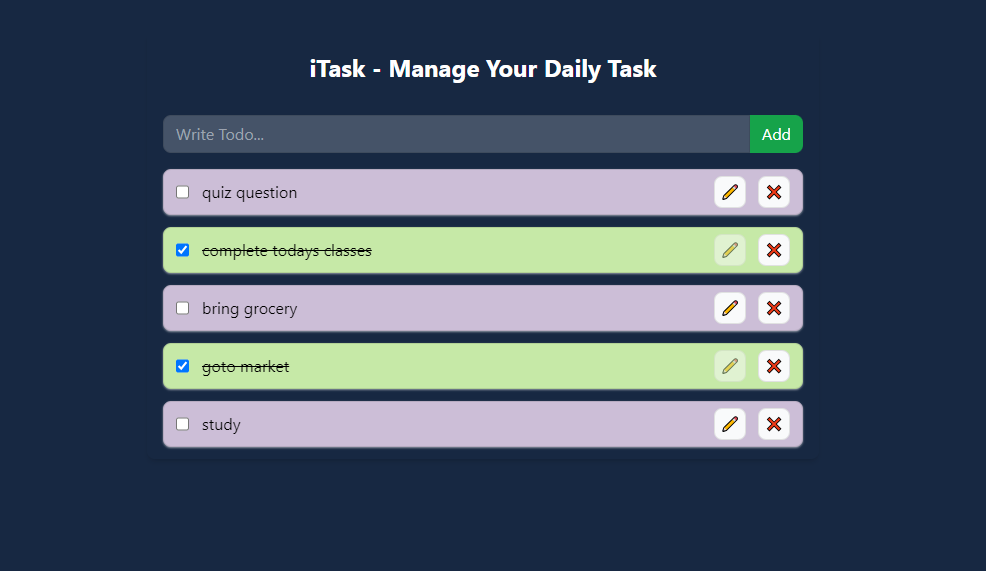 iTask - Manage Your Daily Task
Write Todo...
Add
quiz question
complete todays classes
bring grocery
goto market
study